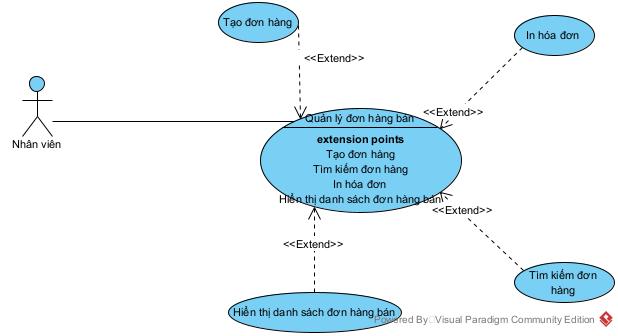 Tạo đơn hàng
In hóa đơn
<<Extend>>
<<Extend>>
Quản lý đơn hàng bán
extension points
Tạo đơn hàng
Tìm kiếm đơn hàng
In hóa đơn
Hiển thị danh sách đơn hàng bán
Nhân viên
<<Extend>>
<<Extend>>
Tìm kiếm đơn
hàng
Hiển thị danh sách đơn hàng bán
Powered By Visual Paradigm Community Edition